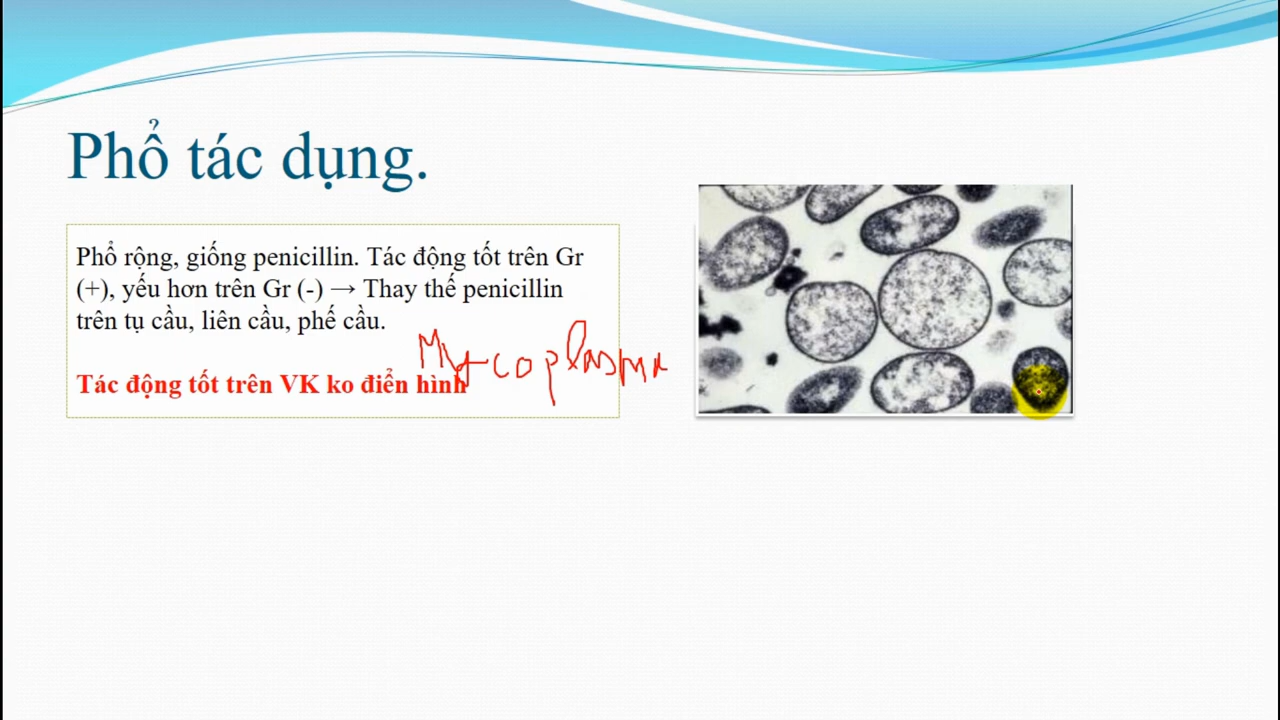 Phổ tác dụng.
Phổ rộng, giống penicillin. Tác động tốt trên Gr
(+), yếu hơn trên Gr (-) → Thay thế penicillin
trên tụ cầu, liên cầu, phế cầu.
Mycoplasma
Tác động tốt trên VK ko điển hình